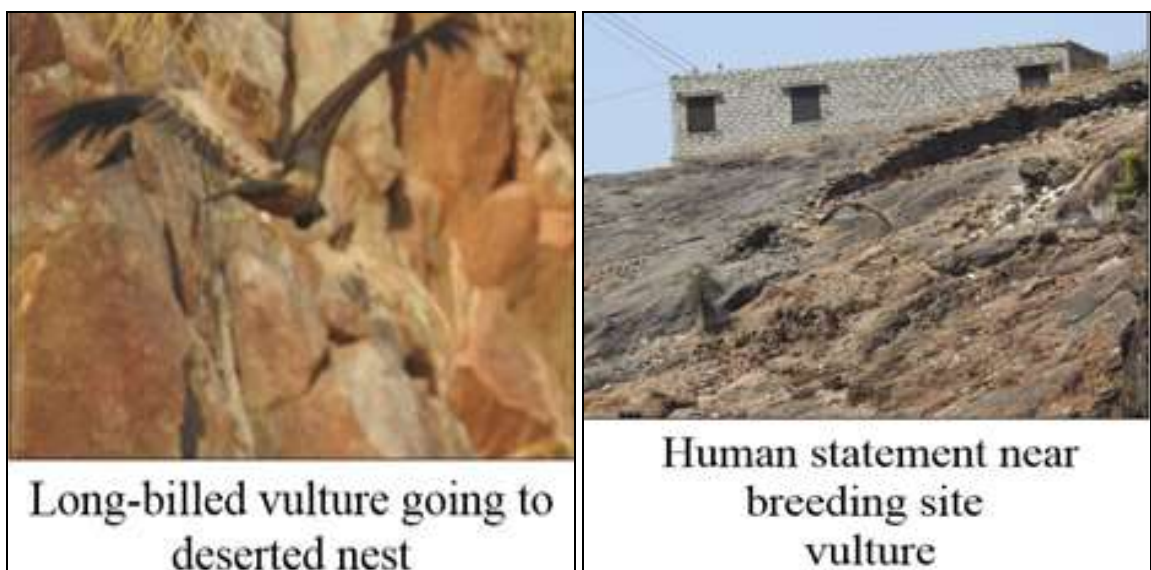 Long-billed vulture going to
deserted nest
Human statement near
breeding site
vulture